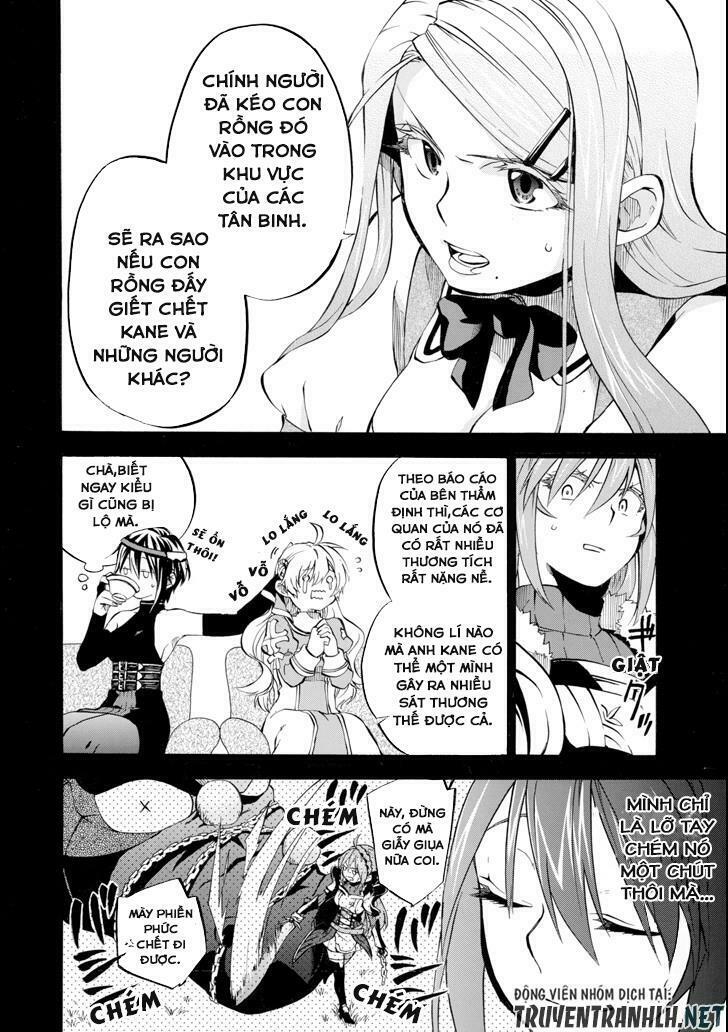 CHÍNH NGƯỜI
ĐÃ KÉO CON
RỒNG ĐÓ
VÀO TRONG
KHU VỰC
CỦA CÁC
TÂN BINH.
SẼ RA SAO
NẾU CON
RỒNG ĐẤY
GIẾT CHẾT
KANE VÀ
NHỮNG NGƯỜI
KHÁC?
CHÀ,BIẾT
NGAY KIỂU
GÌ CŨNG BỊ
LỘ MÀ.
SẼ ỔN
THÔI!
VỖ VỖ
LO LẮNG
LO LẮNG
THEO BÁO CÁO
CỦA BÊN THẨM
ĐỊNH THÌ,CÁC CƠ
QUAN CỦA NÓ ĐÃ
CÓ RẤT NHIỀU
THƯƠNG TÍCH
RẤT NẶNG NỀ.
KHÔNG LÍ NÀO
MÀ ANH KANE CÓ
THỂ MỘT MÌNH
GÂY RA NHIỀU
SÁT THƯƠNG
THẾ ĐƯỢC CẢ.
GIẬT
MÌNH CHỈ
LÀ LỠ TAY
CHÉM NÓ
MỘT CHÚT
THÔI MÀ...
CHÉM
CHÉM
NÀY, ĐỪNG
CÓ MÀ
GIÃY GIỤA
NỮA COI.
MÀY PHIỀN
PHỨC
CHẾT ĐI
ĐƯỢC.
CHÉM
CHÉM
ĐỘNG VIÊN NHÓM DỊCH TẠI:
TRUYENTRANHLH.NET